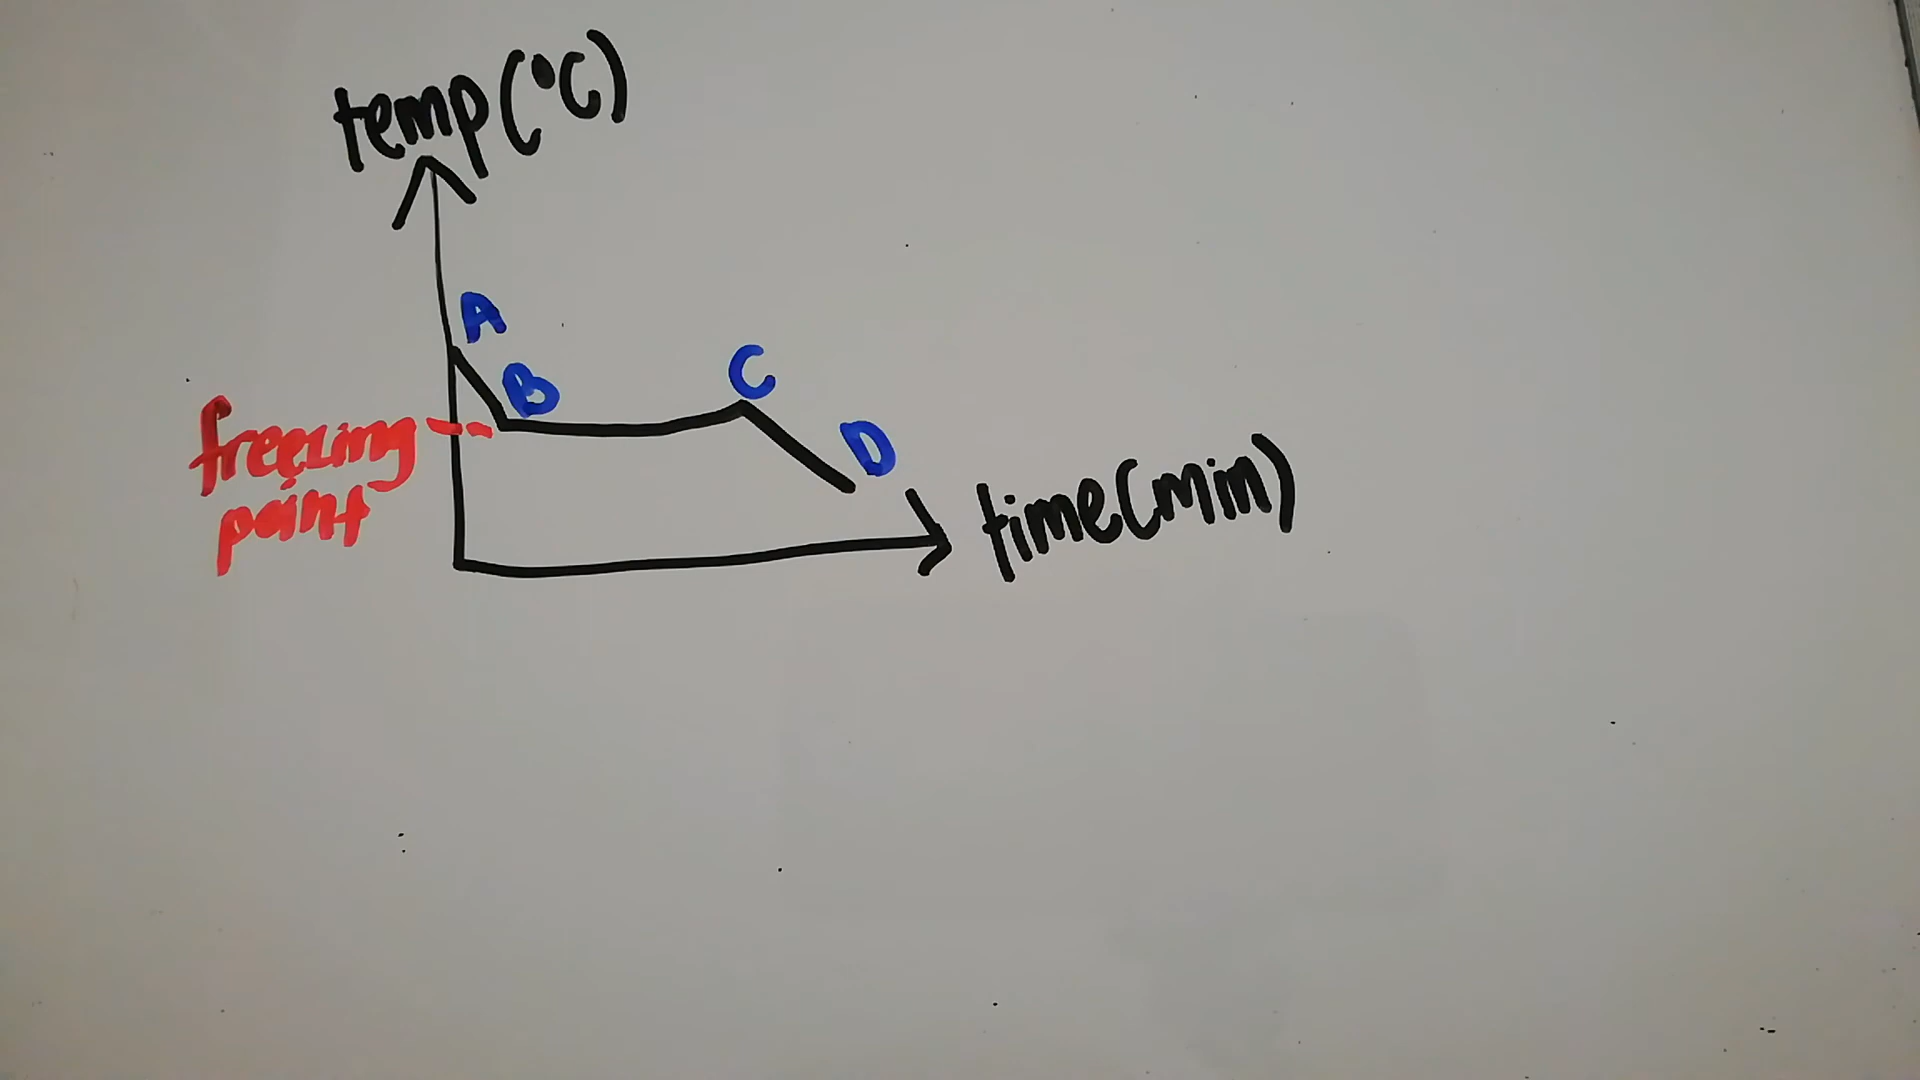 temp(°C)
A
B
C
D
freezing
point
time(min)